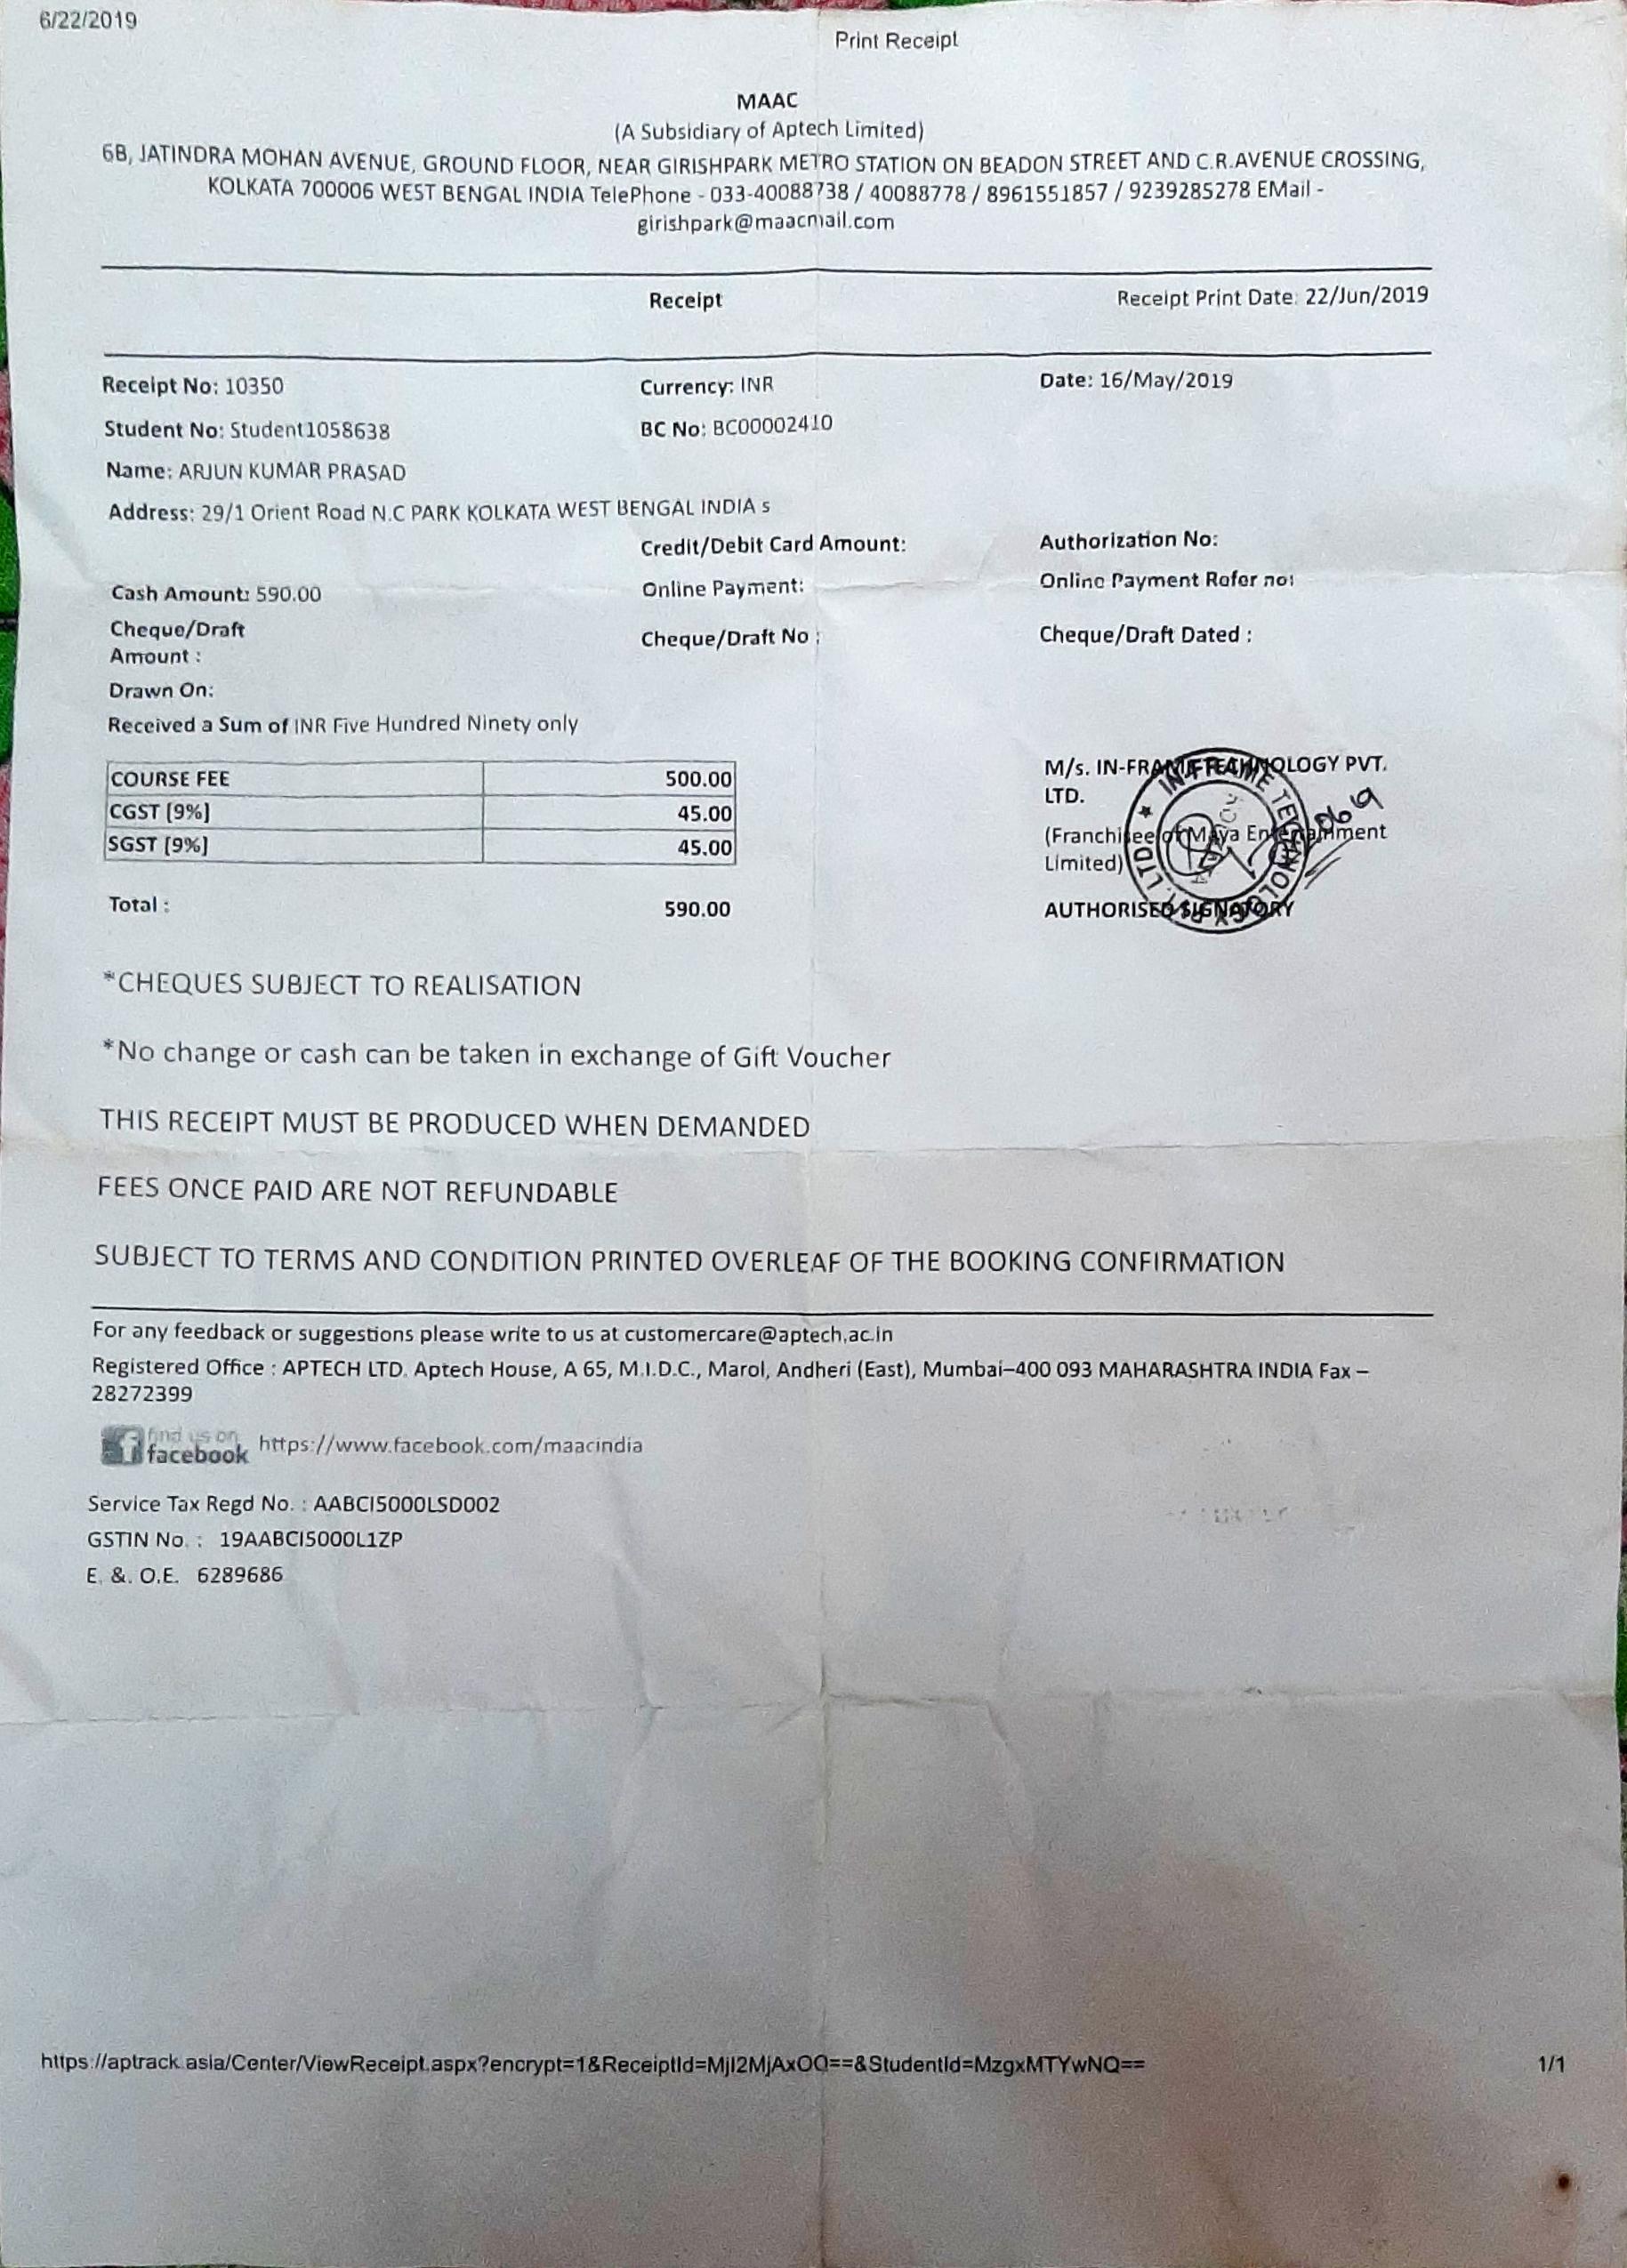 6/22/2019
Print Receipt
MAAC
(A Subsidiary of Aptech Limited)
6B, JATINDRA MOHAN AVENUE, GROUND FLOOR, NEAR GIRISHPARK METRO STATION ON BEADON STREET AND C.R.AVENUE CROSSING,
KOLKATA 700006 WEST BENGAL INDIA TelePhone - 033-40088738 / 40088778 / 8961551857 / 9239285278 EMail -
girishpark@maacmail.com
Receipt Receipt Print Date: 22/Jun/2019
Receipt No: 10350 Currency: INR Date: 16/May/2019
Student No: Student1058638 BC No: BC00002410
Name: ARJUN KUMAR PRASAD
Address: 29/1 Orient Road N.C PARK KOLKATA WEST BENGAL INDIA s
Credit/Debit Card Amount: Authorization No:
Cash Amount: 590.00 Online Payment: Online Payment Refer no:
Cheque/Draft Amount : Cheque/Draft No : Cheque/Draft Dated :
Drawn On:
Received a Sum of INR Five Hundred Ninety only
COURSE FEE 500.00
CGST [9%] 45.00
SGST [9%] 45.00
Total : 590.00
M/s. IN-FRAME TECHNOLOGY PVT.
LTD.
(Franchisee of Maya Entertainment
Limited)
AUTHORISED SIGNATORY
IN-FRAME TECHNOLOGY PVT. LTD. ★
*CHEQUES SUBJECT TO REALISATION
*No change or cash can be taken in exchange of Gift Voucher
THIS RECEIPT MUST BE PRODUCED WHEN DEMANDED
FEES ONCE PAID ARE NOT REFUNDABLE
SUBJECT TO TERMS AND CONDITION PRINTED OVERLEAF OF THE BOOKING CONFIRMATION
For any feedback or suggestions please write to us at customercare@aptech.ac.in
Registered Office : APTECH LTD. Aptech House, A 65, M.I.D.C., Marol, Andheri (East), Mumbai–400 093 MAHARASHTRA INDIA Fax –
28272399
find us on
facebook https://www.facebook.com/maacindia
Service Tax Regd No. : AABCI5000LSD002
GSTIN No. : 19AABCI5000L1ZP
E. &. O.E. 6289686
https://aptrack.asia/Center/ViewReceipt.aspx?encrypt=1&ReceiptId=MjI2MjAxOQ==&StudentId=MzgxMTYwNQ== 1/1